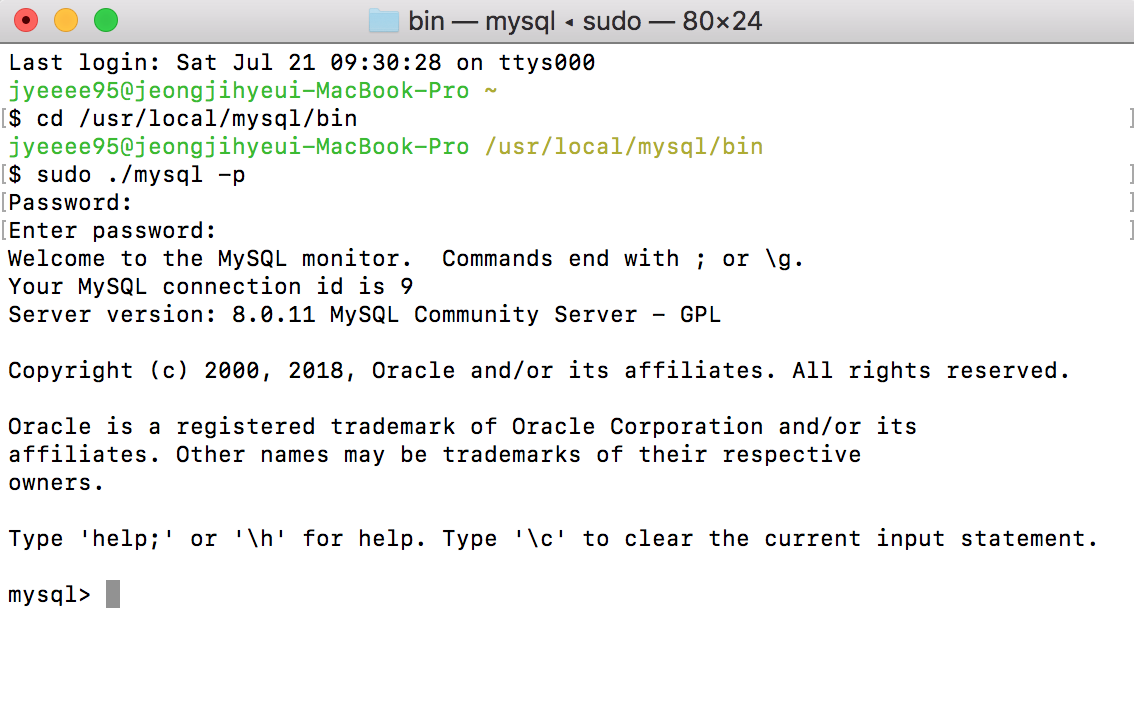 bin — mysql ◂ sudo — 80×24
Last login: Sat Jul 21 09:30:28 on ttys000
jyeeee95@jeongjihyeui-MacBook-Pro ~
[$ cd /usr/local/mysql/bin ]
jyeeee95@jeongjihyeui-MacBook-Pro /usr/local/mysql/bin
[$ sudo ./mysql -p ]
[Password: ]
[Enter password: ]
Welcome to the MySQL monitor.  Commands end with ; or \g.
Your MySQL connection id is 9
Server version: 8.0.11 MySQL Community Server - GPL
Copyright (c) 2000, 2018, Oracle and/or its affiliates. All rights reserved.
Oracle is a registered trademark of Oracle Corporation and/or its
affiliates. Other names may be trademarks of their respective
owners.
Type 'help;' or '\h' for help. Type '\c' to clear the current input statement.
mysql>